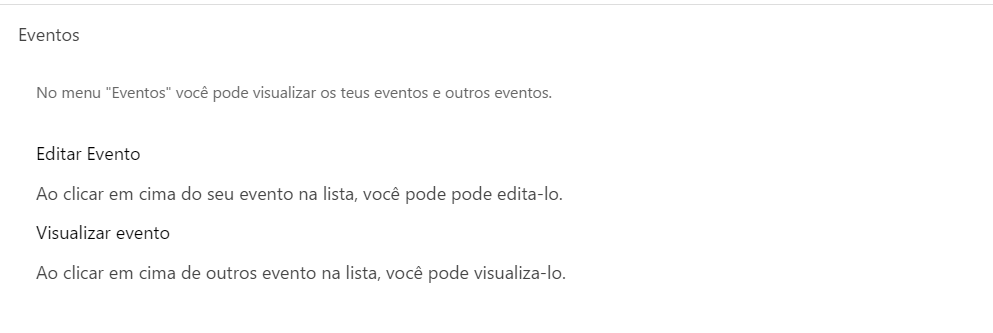 Eventos
No menu "Eventos" você pode visualizar os teus eventos e outros eventos.
Editar Evento
Ao clicar em cima do seu evento na lista, você pode pode edita-lo.
Visualizar evento
Ao clicar em cima de outros evento na lista, você pode visualiza-lo.